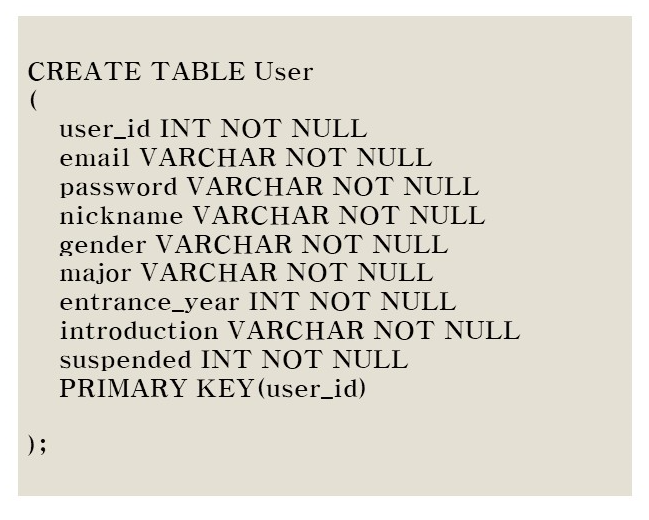 CREATE TABLE User
(
user_id INT NOT NULL
email VARCHAR NOT NULL
password VARCHAR NOT NULL
nickname VARCHAR NOT NULL
gender VARCHAR NOT NULL
major VARCHAR NOT NULL
entrance_year INT NOT NULL
introduction VARCHAR NOT NULL
suspended INT NOT NULL
PRIMARY KEY(user_id)
);